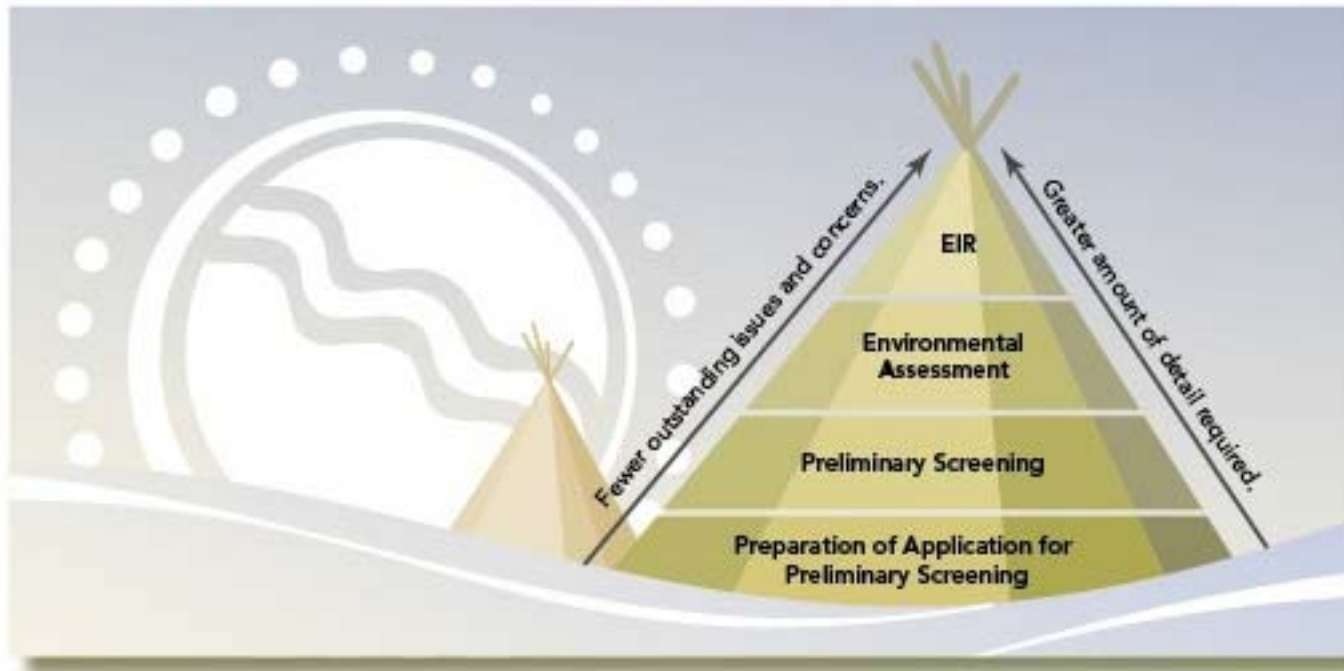 Fewer outstanding issues and concerns.
Greater amount of detail required.
EIR
Environmental
Assessment
Preliminary Screening
Preparation of Application for
Preliminary Screening